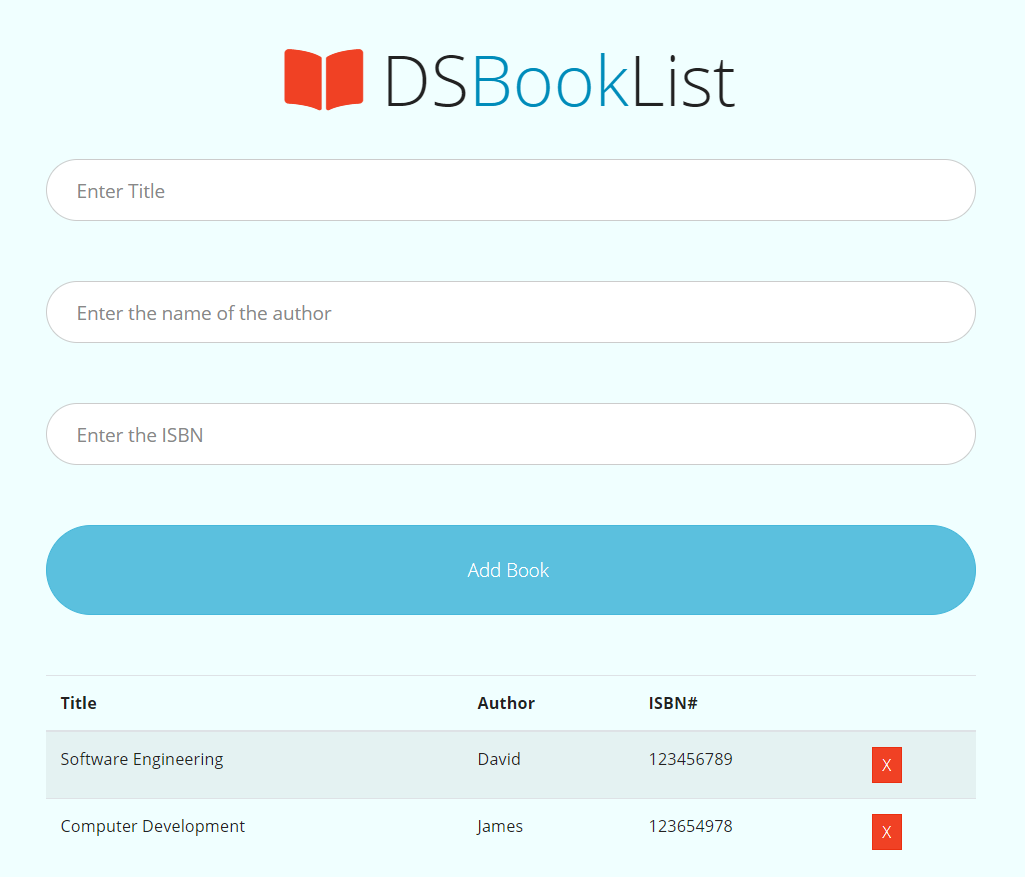 DSBookList
Enter Title
Enter the name of the author
Enter the ISBN
Add Book
Title Author ISBN#
Software Engineering David 123456789 X
Computer Development James 123654978 X